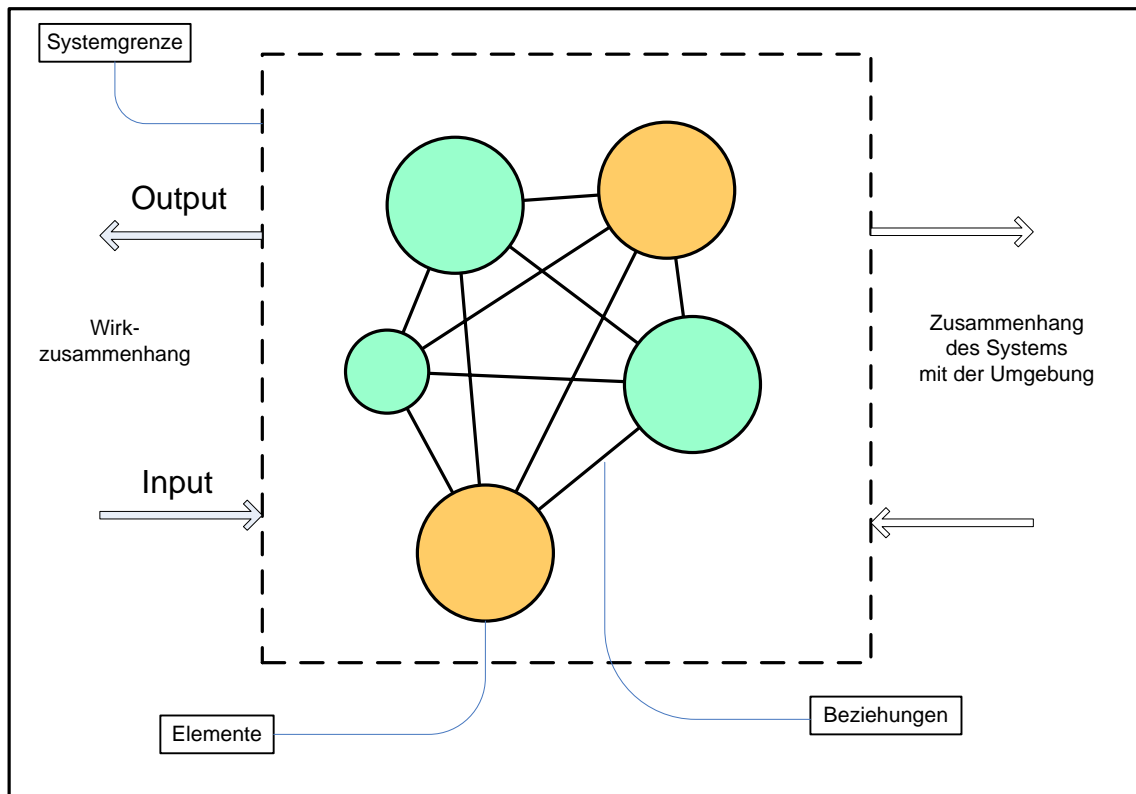 Systemgrenze
Output
Wirk-
zusammenhang
Input
Zusammenhang
des Systems
mit der Umgebung
Elemente
Beziehungen